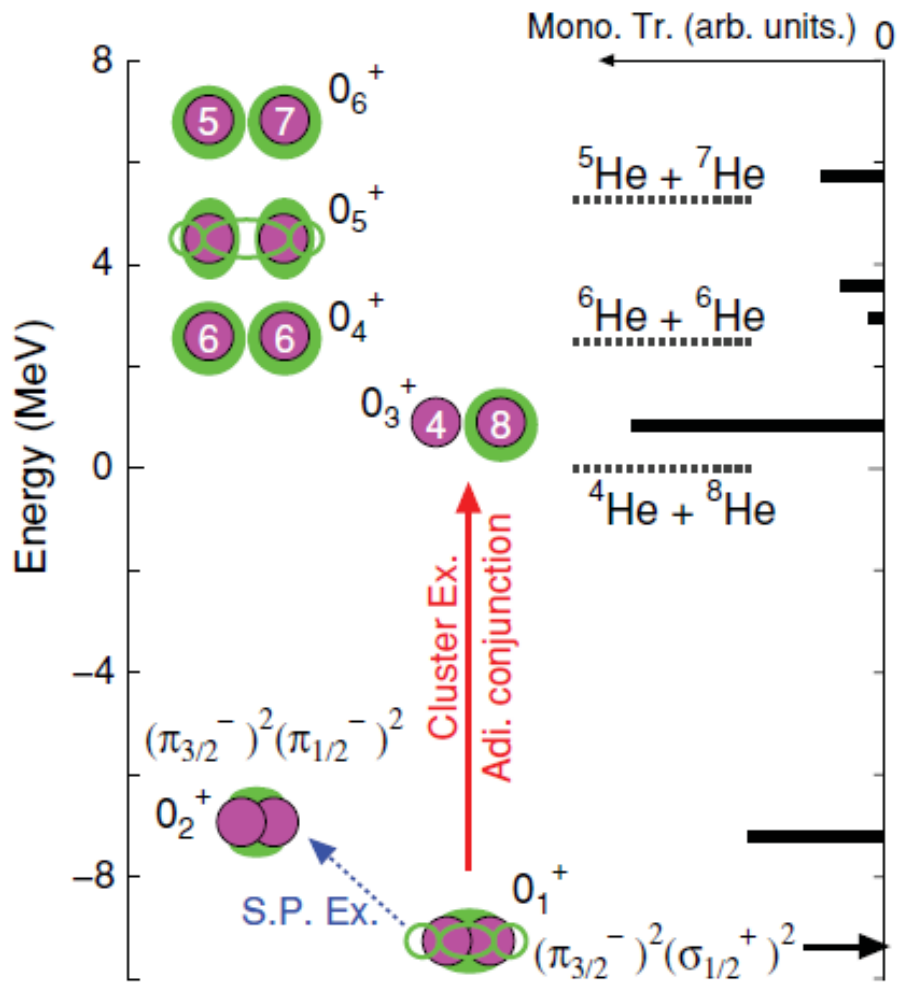 Mono. Tr. (arb. units.) 0
8
5 7 0₆⁺
⁵He + ⁷He
0₅⁺
4
6 6 0₄⁺
⁶He + ⁶He
0₃⁺ 4 8
0
⁴He + ⁸He
Energy (MeV)
Cluster Ex.
Adi. conjunction
−4
(π₃/₂⁻)²(π₁/₂⁻)²
0₂⁺
−8
S.P. Ex.
0₁⁺
(π₃/₂⁻)²(σ₁/₂⁺)²